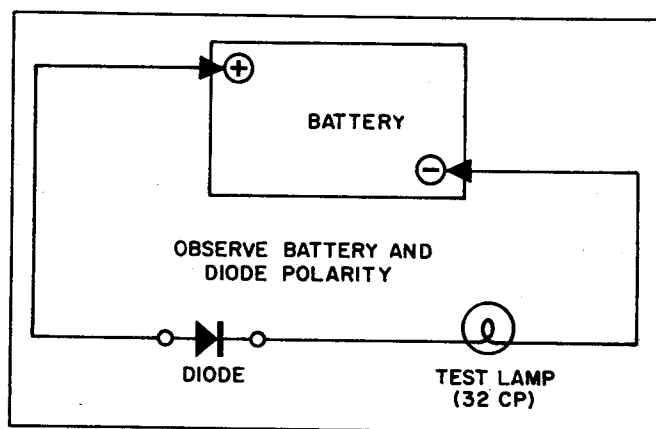 +
BATTERY
−
OBSERVE BATTERY AND
DIODE POLARITY
DIODE
TEST LAMP
(32 CP)